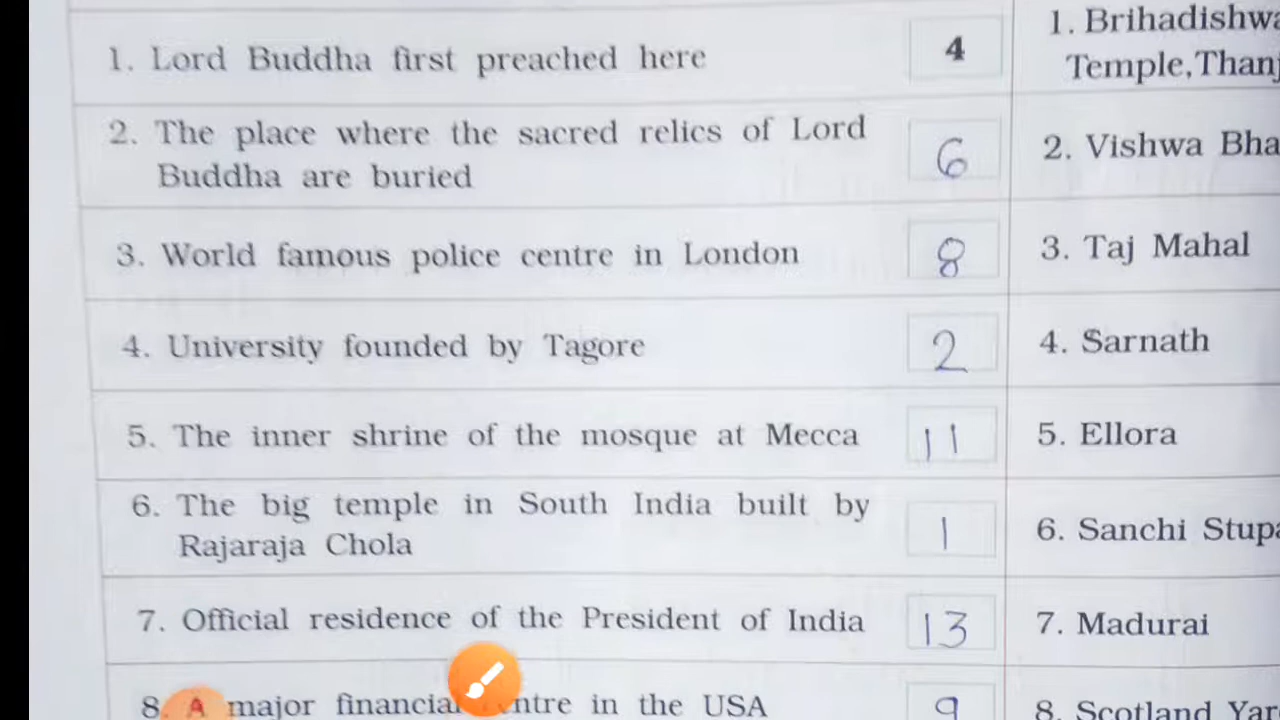 1. Lord Buddha first preached here
4
1. Brihadishwa
Temple,Thanj
2. The place where the sacred relics of Lord
Buddha are buried
6
2. Vishwa Bha
3. World famous police centre in London
8
3. Taj Mahal
4. University founded by Tagore
2
4. Sarnath
5. The inner shrine of the mosque at Mecca
11
5. Ellora
6. The big temple in South India built by
Rajaraja Chola
1
6. Sanchi Stupa
7. Official residence of the President of India
13
7. Madurai
8. A major financial ntre in the USA
9
8. Scotland Yar